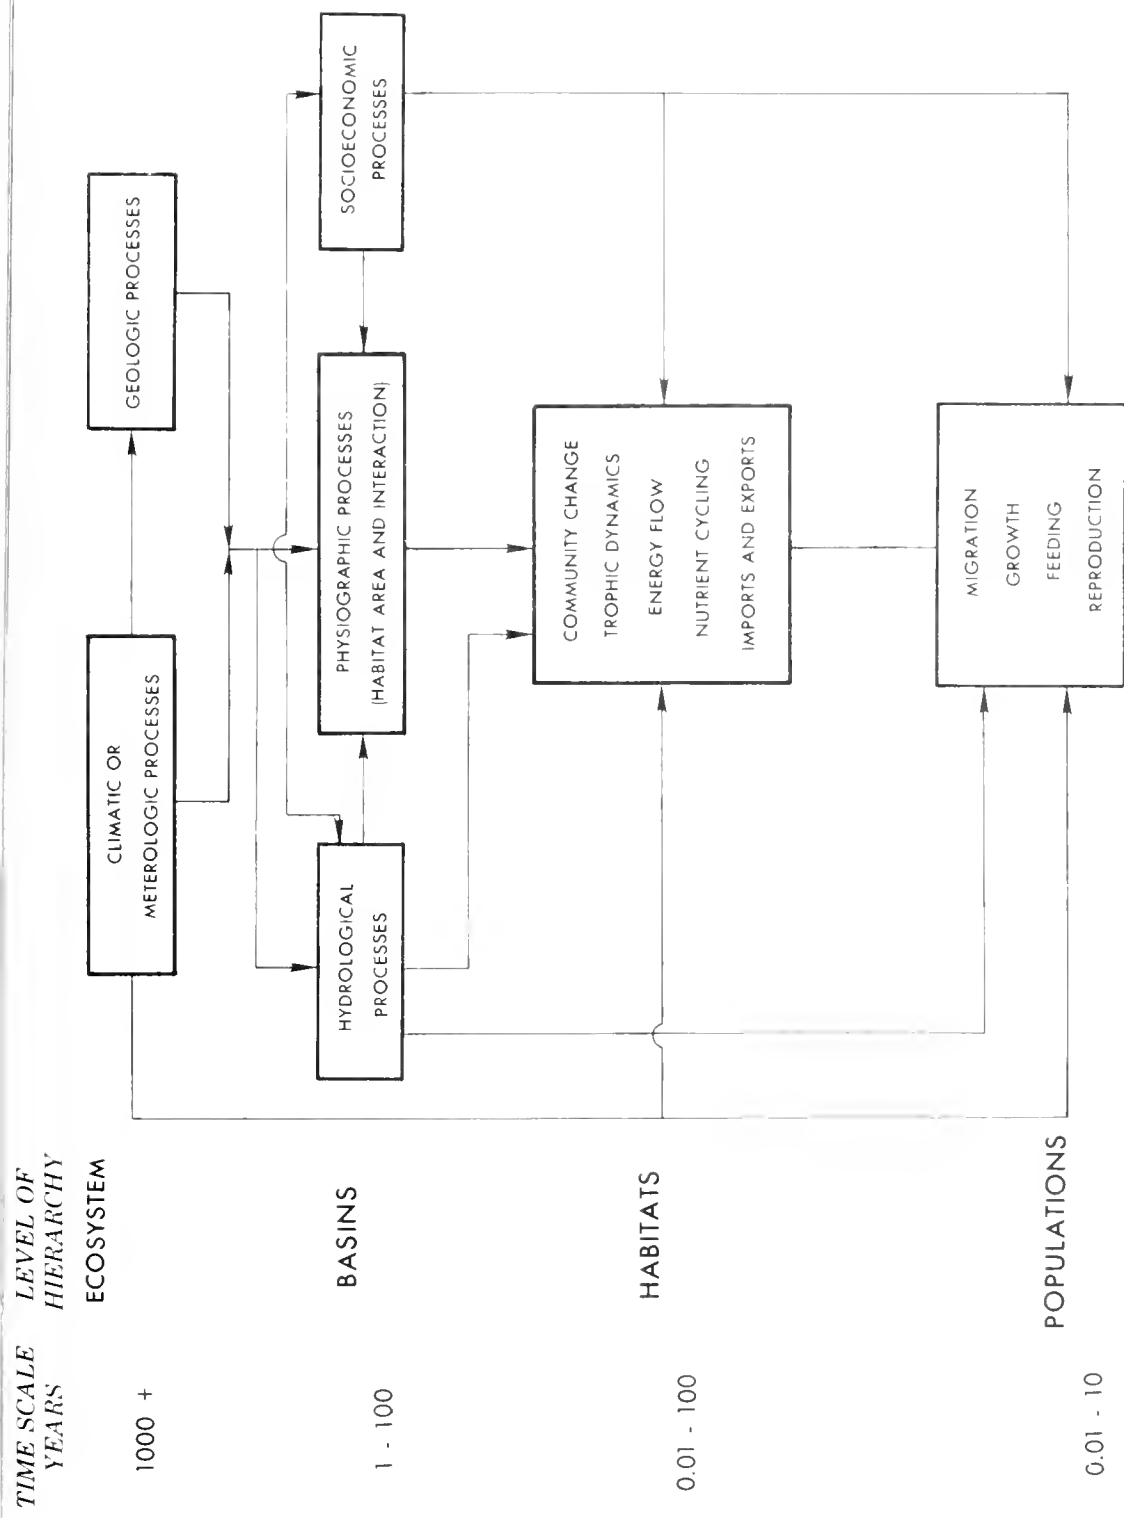 TIME SCALE
YEARS
LEVEL OF
HIERARCHY
1000 +
ECOSYSTEM
CLIMATIC OR
METEROLOGIC PROCESSES
GEOLOGIC PROCESSES
1 - 100
BASINS
HYDROLOGICAL
PROCESSES
PHYSIOGRAPHIC PROCESSES
(HABITAT AREA AND INTERACTION)
SOCIOECONOMIC
PROCESSES
0.01 - 100
HABITATS
COMMUNITY CHANGE
TROPHIC DYNAMICS
ENERGY FLOW
NUTRIENT CYCLING
IMPORTS AND EXPORTS
0.01 - 10
POPULATIONS
MIGRATION
GROWTH
FEEDING
REPRODUCTION